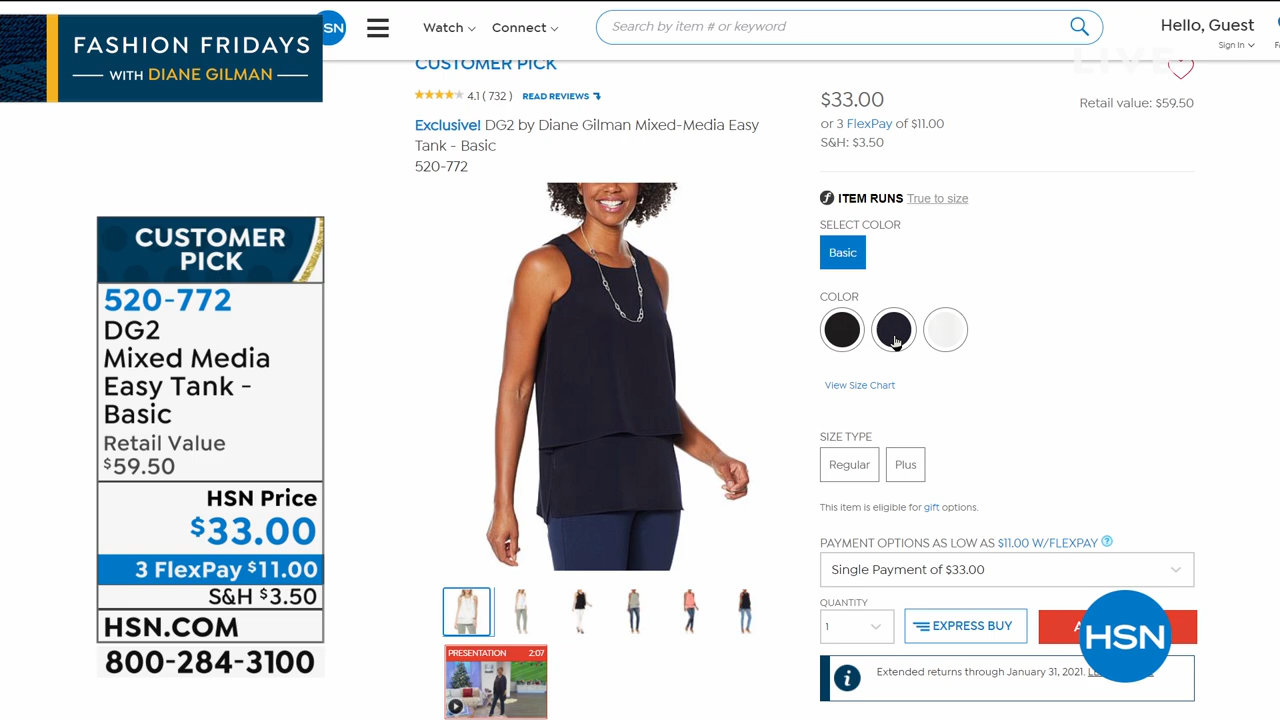 FASHION FRIDAYS
WITH DIANE GILMAN
HSN
Watch
Connect
Search by item # or keyword
Hello, Guest
Sign In
LIVE
CUSTOMER PICK
4.1 ( 732 ) READ REVIEWS
Exclusive! DG2 by Diane Gilman Mixed-Media Easy
Tank - Basic
520-772
$33.00
Retail value: $59.50
or 3 FlexPay of $11.00
S&H: $3.50
ITEM RUNS True to size
SELECT COLOR
Basic
COLOR
View Size Chart
SIZE TYPE
Regular
Plus
This item is eligible for gift options.
PAYMENT OPTIONS AS LOW AS $11.00 W/FLEXPAY
Single Payment of $33.00
QUANTITY
1
EXPRESS BUY
HSN
Extended returns through January 31, 2021.
PRESENTATION 2:07
CUSTOMER
PICK
520-772
DG2
Mixed Media
Easy Tank -
Basic
Retail Value
$59.50
HSN Price
$33.00
3 FlexPay $11.00
S&H $3.50
HSN.COM
800-284-3100